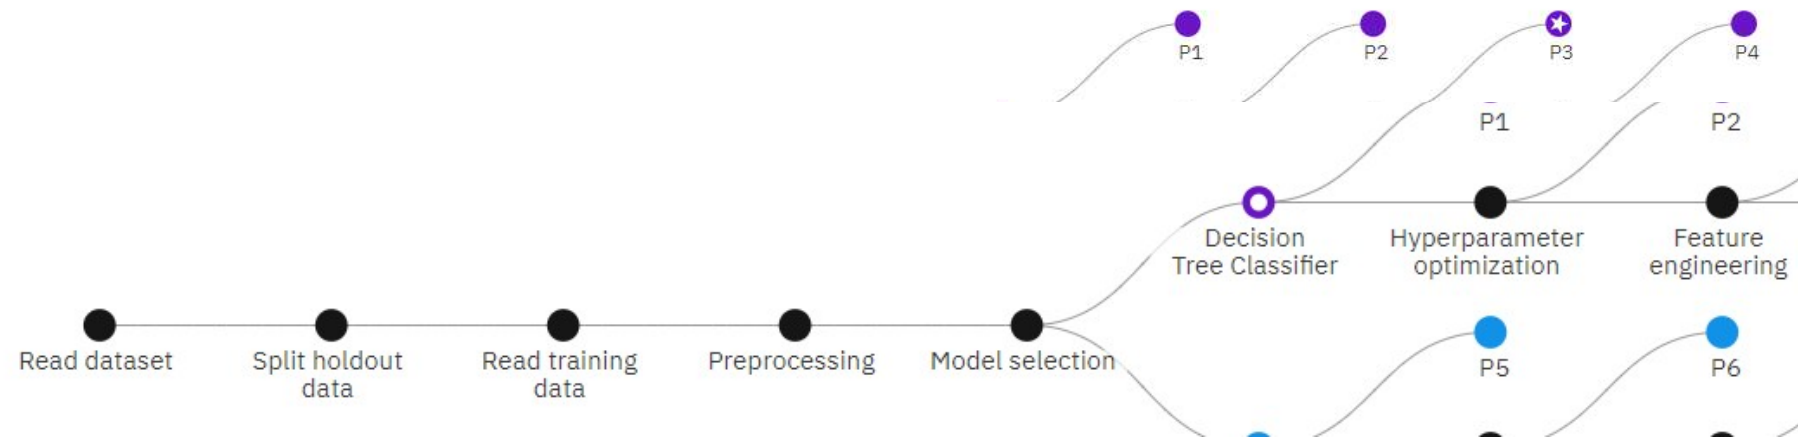 P1 P2 P3 P4
P1 P2
Decision
Tree Classifier
Hyperparameter
optimization
Feature
engineering
Read dataset
Split holdout
data
Read training
data
Preprocessing
Model selection
P5 P6